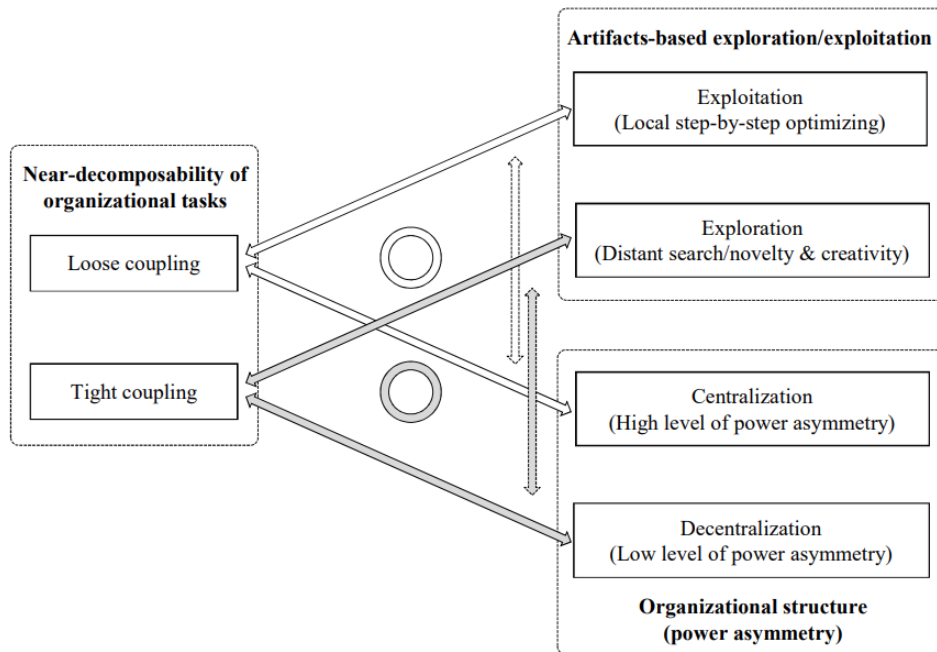 Near-decomposability of
organizational tasks
Loose coupling
Tight coupling
Artifacts-based exploration/exploitation
Exploitation
(Local step-by-step optimizing)
Exploration
(Distant search/novelty & creativity)
Centralization
(High level of power asymmetry)
Decentralization
(Low level of power asymmetry)
Organizational structure
(power asymmetry)